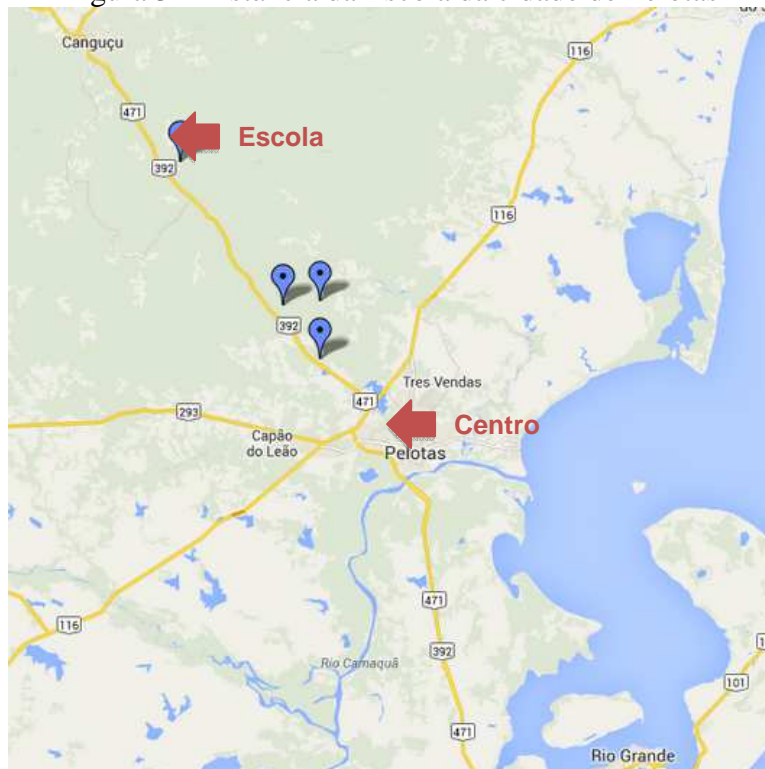 Canguçu
116
471
Escola
392
116
392
Tres Vendas
471
293
Centro
Capão
do Leão
Pelotas
471
116
392
Rio Camaquã
101
471
Rio Grande